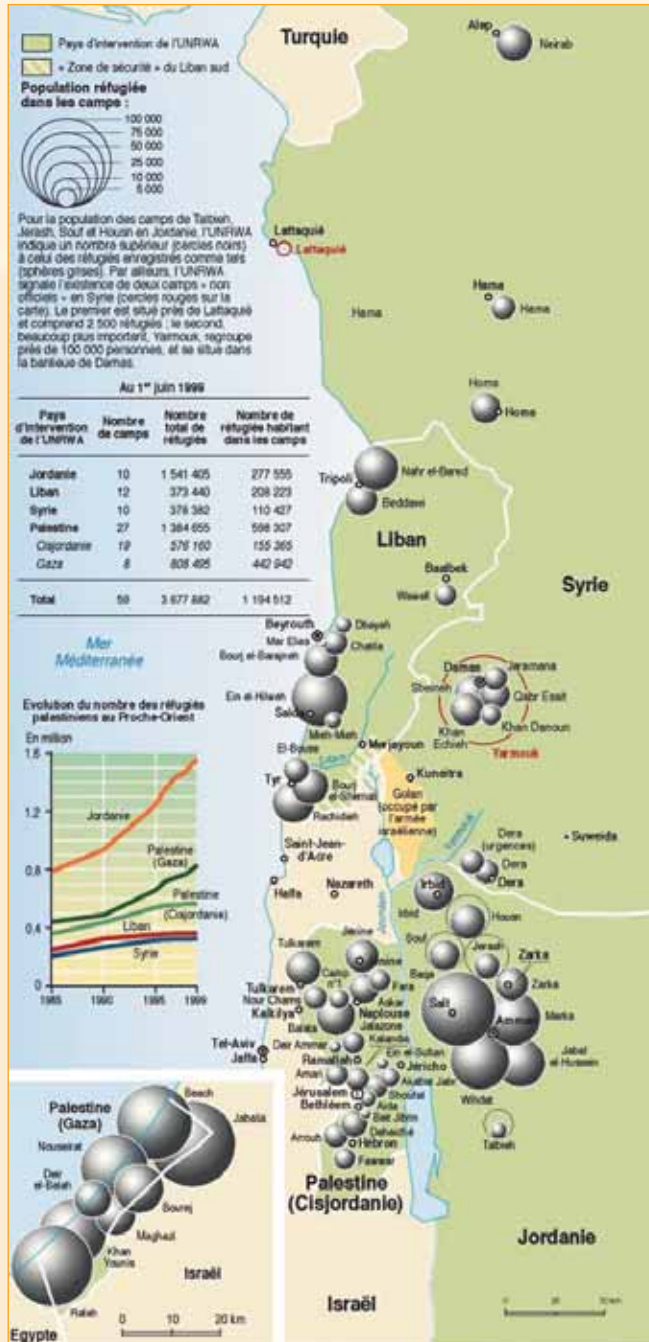 Pays d'intervention de l'UNRWA
« Zone de sécurité » du Liban sud
Population réfugiée
dans les camps :
100 000
75 000
50 000
25 000
10 000
5 000
Pour la population des camps de Talbieh,
Jerash, Souf et Housn en Jordanie, l'UNRWA
indique un nombre supérieur (cercles noirs)
à celui des réfugiés enregistrés comme tels
(sphères grises). Par ailleurs, l'UNRWA
signale l'existence de deux camps « non
officiels » en Syrie (cercles rouges sur la
carte). Le premier est situé près de Lattaquié
et comprend 2 500 réfugiés ; le second,
beaucoup plus important, Yarmouk, regroupe
près de 100 000 personnes, et se situe dans
la banlieue de Damas.
Au 1er juin 1999
Pays d'intervention de l'UNRWA | Nombre de camps | Nombre total de réfugiés | Nombre de réfugiés habitant dans les camps
Jordanie 10 1 541 405 277 555
Liban 12 373 440 208 223
Syrie 10 378 382 110 427
Palestine 27 1 384 655 598 307
Cisjordanie 19 576 160 155 365
Gaza 8 808 495 442 942
Total 59 3 677 882 1 194 512
Mer
Méditerranée
Evolution du nombre des réfugiés
palestiniens au Proche-Orient
En million
1,6
1,2
0,8
0,4
0
Jordanie
Palestine
(Gaza)
Palestine
(Cisjordanie)
Liban
Syrie
1985 1990 1995 1999
Turquie
Alep
Neirab
Lattaquié
Lattaquié
Hama
Hama
Hama
Homs
Homs
Nahr el-Bared
Tripoli
Beddawi
Liban
Baalbek
Wavell
Syrie
Beyrouth
Dbayeh
Mar Elias
Chatila
Bourj el-Barajneh
Ein el-Hilweh
Saïda
Mieh-Mieh
El-Bouss
Liban
Merjayoun
Tyr
Bourj
el-Shemali
Rachidieh
Damas
Jaramana
Sbeineh
Qabr Essit
Khan
Echieh
Khan Danoun
Yarmouk
Kuneitra
Golan
(occupé par
l'armée
israélienne)
Yarmouk
Dera
(urgences)
Dera
Dera
Suweida
Saint-Jean-
d'Acre
Haïfa
Nazareth
Jourdain
Irbid
Irbid
Housn
Souf
Jerash
Zarka
Zarka
Baqa
Salt
Amman
Marka
Jabal
el-Hussein
Wihdat
Talbieh
Jénine
Jénine
Tulkarem
Tulkarem
Camp
n°1
Fara
Nour Chams
Askar
Kalkilya
Naplouse
Balata
Jalazone
Tel-Aviv
Jaffa
Deir Ammar
Kalandia
Ramallah
Ein el-Sultan
Jéricho
Amari
Akabat Jabr
Shoufat
Jérusalem
Aida
Bethléem
Beit Jibrin
Deheishé
Arroub
Hébron
Fawwar
Palestine
(Cisjordanie)
Israël
Jordanie
Palestine
(Gaza)
Beach
Jabalia
Nouseirat
Deir
el-Balah
Boureij
Maghazi
Khan
Younis
Rafah
Israël
Egypte
0 10 20 km